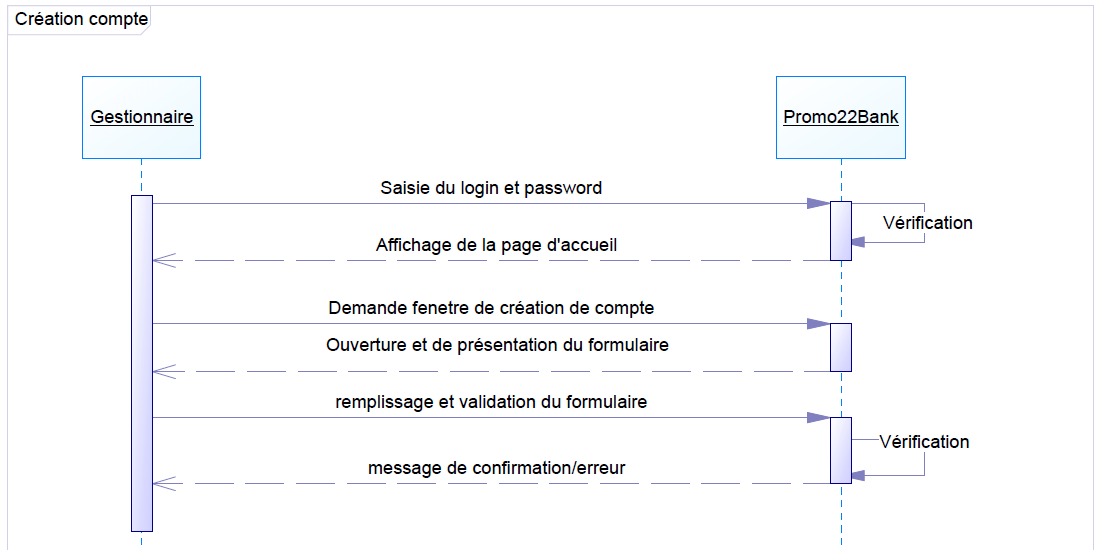 Création compte
Gestionnaire
Promo22Bank
Saisie du login et password
Vérification
Affichage de la page d'accueil
Demande fenetre de création de compte
Ouverture et de présentation du formulaire
remplissage et validation du formulaire
Vérification
message de confirmation/erreur